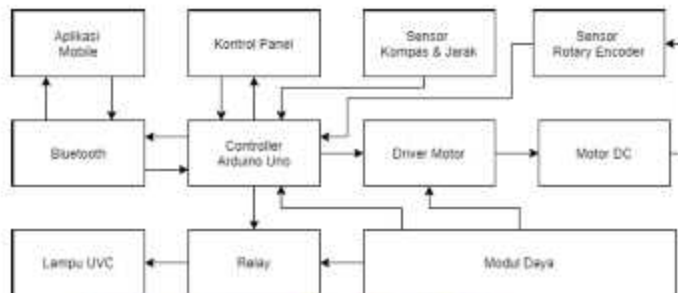 Aplikasi
Mobile
Kontrol Panel
Sensor
Kompas & Jarak
Sensor
Rotary Encoder
Bluetooth
Controller
Arduino Uno
Driver Motor
Motor DC
Lampu UVC
Relay
Modul Daya